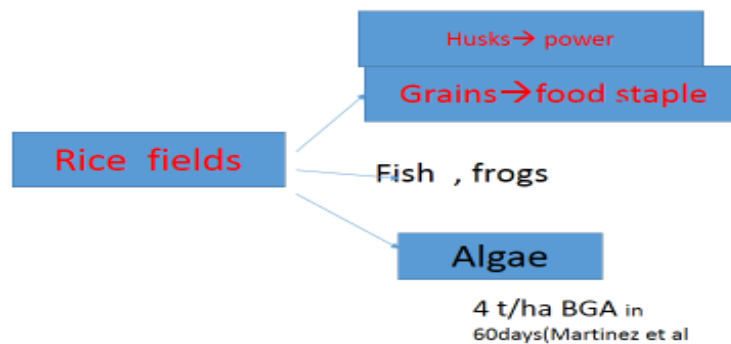 Husks→ power
Grains→food staple
Rice fields
Fish , frogs
Algae
4 t/ha BGA in
60days(Martinez et al